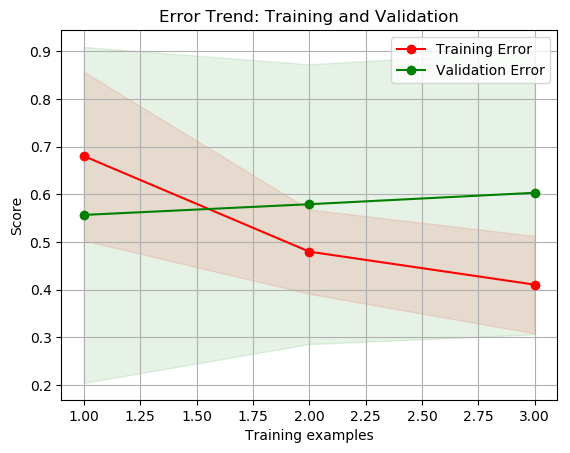 Error Trend: Training and Validation
Training Error
Validation Error
Score
0.9
0.8
0.7
0.6
0.5
0.4
0.3
0.2
1.00 1.25 1.50 1.75 2.00 2.25 2.50 2.75 3.00
Training examples